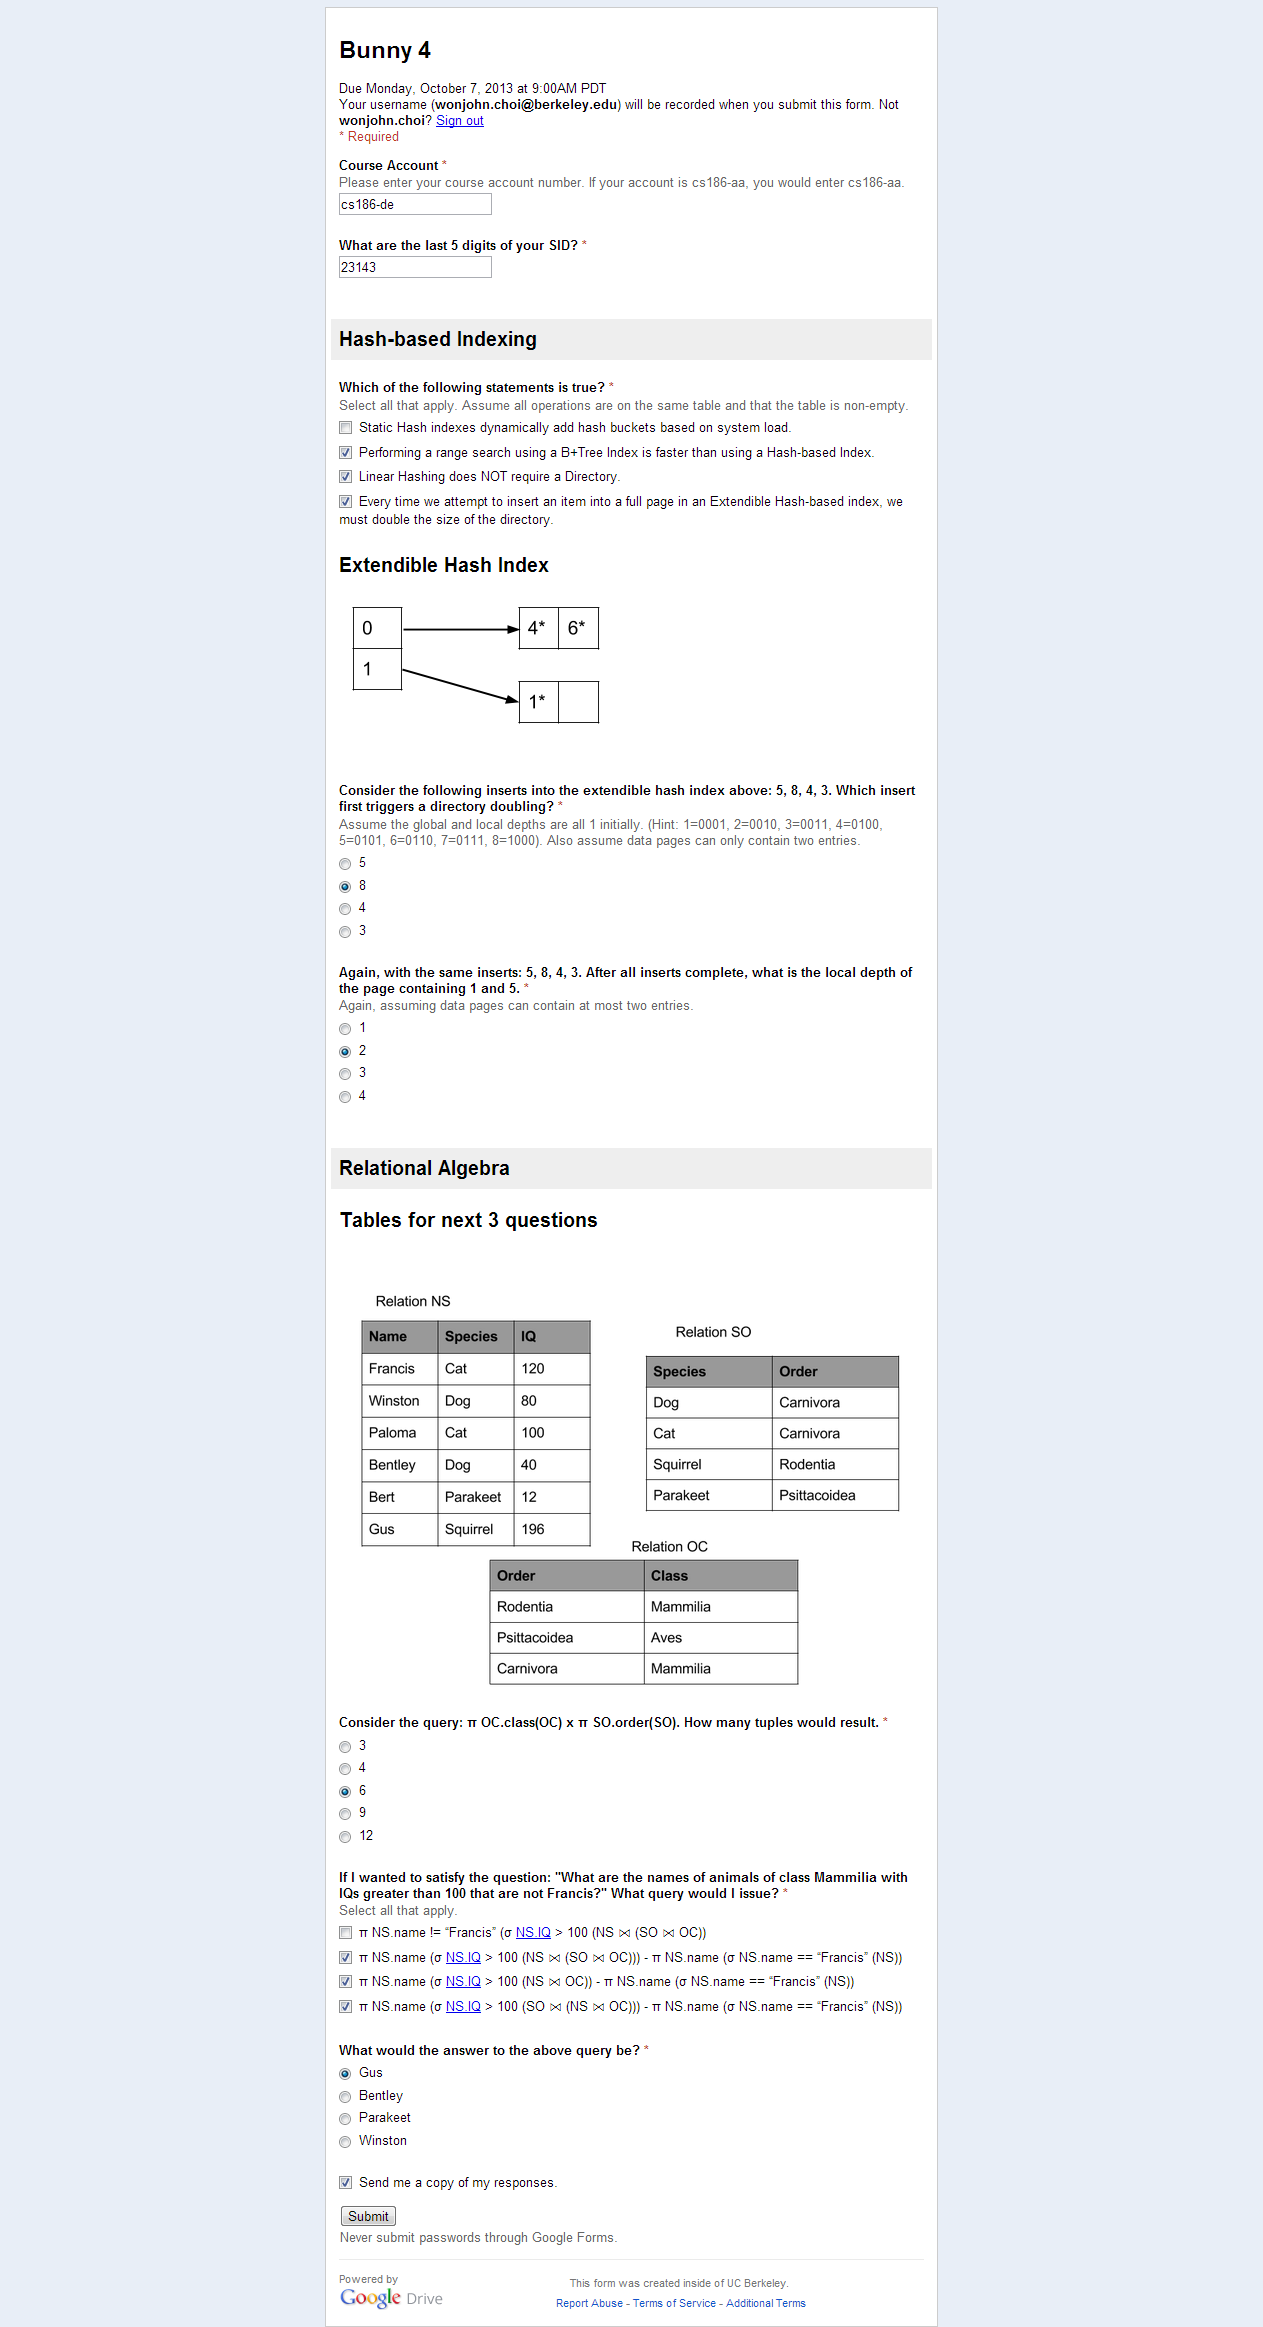 Bunny 4
Due Monday, October 7, 2013 at 9:00AM PDT
Your username (wonjohn.choi@berkeley.edu) will be recorded when you submit this form. Not
wonjohn.choi? Sign out
* Required
Course Account *
Please enter your course account number. If your account is cs186-aa, you would enter cs186-aa.
cs186-de
What are the last 5 digits of your SID? *
23143
Hash-based Indexing
Which of the following statements is true? *
Select all that apply. Assume all operations are on the same table and that the table is non-empty.
Static Hash indexes dynamically add hash buckets based on system load.
Performing a range search using a B+Tree Index is faster than using a Hash-based Index.
Linear Hashing does NOT require a Directory.
Every time we attempt to insert an item into a full page in an Extendible Hash-based index, we
must double the size of the directory.
Extendible Hash Index
0 4* 6*
1
1*
Consider the following inserts into the extendible hash index above: 5, 8, 4, 3. Which insert
first triggers a directory doubling? *
Assume the global and local depths are all 1 initially. (Hint: 1=0001, 2=0010, 3=0011, 4=0100,
5=0101, 6=0110, 7=0111, 8=1000). Also assume data pages can only contain two entries.
5
8
4
3
Again, with the same inserts: 5, 8, 4, 3. After all inserts complete, what is the local depth of
the page containing 1 and 5. *
Again, assuming data pages can contain at most two entries.
1
2
3
4
Relational Algebra
Tables for next 3 questions
Relation NS
Name Species IQ
Francis Cat 120
Winston Dog 80
Paloma Cat 100
Bentley Dog 40
Bert Parakeet 12
Gus Squirrel 196
Relation SO
Species Order
Dog Carnivora
Cat Carnivora
Squirrel Rodentia
Parakeet Psittacoidea
Relation OC
Order Class
Rodentia Mammilia
Psittacoidea Aves
Carnivora Mammilia
Consider the query: π OC.class(OC) x π SO.order(SO). How many tuples would result. *
3
4
6
9
12
If I wanted to satisfy the question: "What are the names of animals of class Mammilia with
IQs greater than 100 that are not Francis?" What query would I issue? *
Select all that apply.
π NS.name != “Francis” (σ NS.IQ > 100 (NS ⋈ (SO ⋈ OC))
π NS.name (σ NS.IQ > 100 (NS ⋈ (SO ⋈ OC))) - π NS.name (σ NS.name == “Francis” (NS))
π NS.name (σ NS.IQ > 100 (NS ⋈ OC)) - π NS.name (σ NS.name == “Francis” (NS))
π NS.name (σ NS.IQ > 100 (SO ⋈ (NS ⋈ OC))) - π NS.name (σ NS.name == “Francis” (NS))
What would the answer to the above query be? *
Gus
Bentley
Parakeet
Winston
Send me a copy of my responses.
Submit
Never submit passwords through Google Forms.
Powered by
Google Drive
This form was created inside of UC Berkeley.
Report Abuse - Terms of Service - Additional Terms